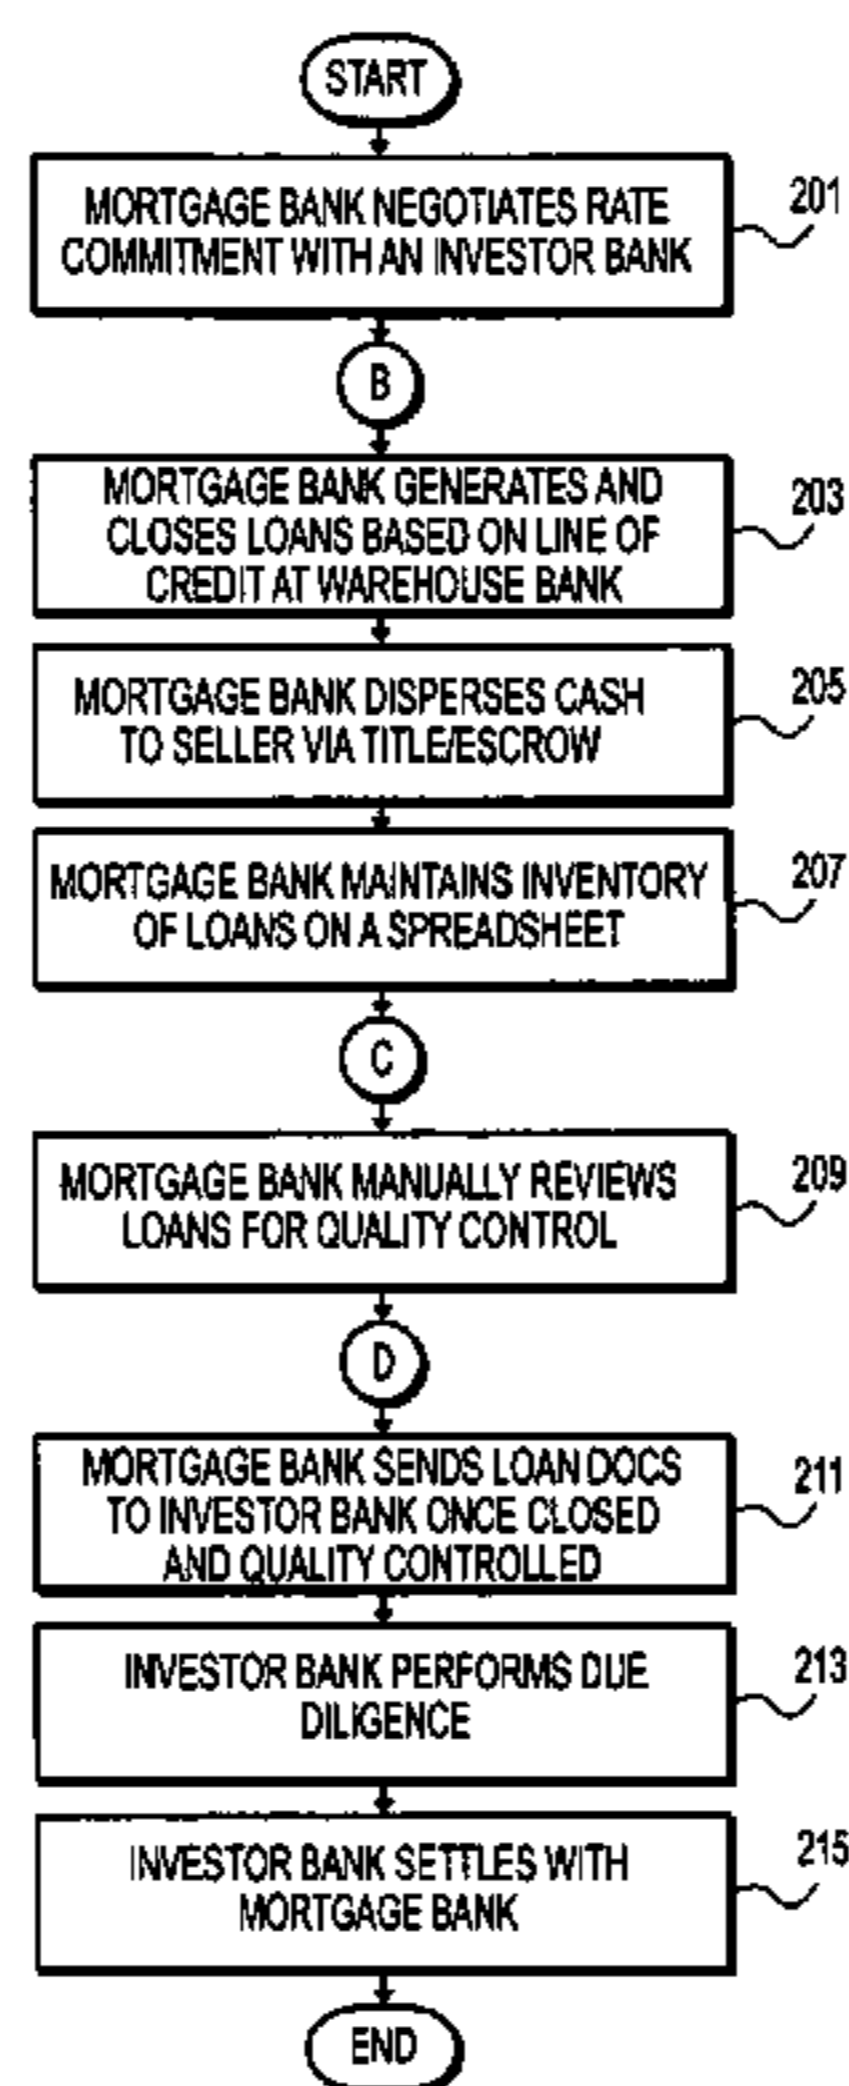 START
MORTGAGE BANK NEGOTIATES RATE
COMMITMENT WITH AN INVESTOR BANK
201
B
MORTGAGE BANK GENERATES AND
CLOSES LOANS BASED ON LINE OF
CREDIT AT WAREHOUSE BANK
203
MORTGAGE BANK DISPERSES CASH
TO SELLER VIA TITLE/ESCROW
205
MORTGAGE BANK MAINTAINS INVENTORY
OF LOANS ON A SPREADSHEET
207
C
MORTGAGE BANK MANUALLY REVIEWS
LOANS FOR QUALITY CONTROL
209
D
MORTGAGE BANK SENDS LOAN DOCS
TO INVESTOR BANK ONCE CLOSED
AND QUALITY CONTROLLED
211
INVESTOR BANK PERFORMS DUE
DILIGENCE
213
INVESTOR BANK SETTLES WITH
MORTGAGE BANK
215
END